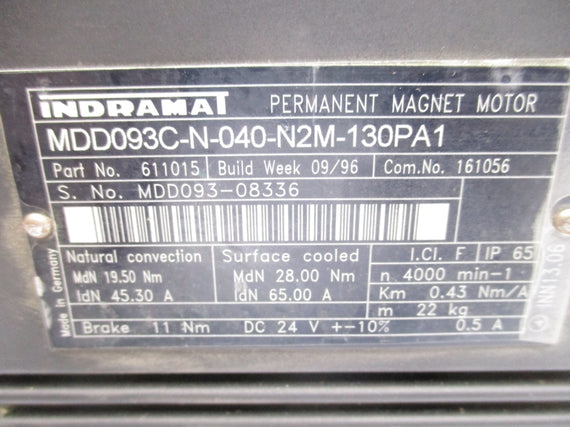 INDRAMAT PERMANENT MAGNET MOTOR
MDD093C-N-040-N2M-130PA1
Part No. 611015 Build Week 09/96 Com.No. 161056
S. No. MDD093-08336
Natural convection Surface cooled I.Cl. F IP 65
MdN 19.50 Nm MdN 28.00 Nm n 4000 min-1
IdN 45.30 A IdN 65.00 A Km 0.43 Nm/A
m 22 kg
Brake 11 Nm DC 24 V +-10% 0.5 A
Made in Germany
INN13.06